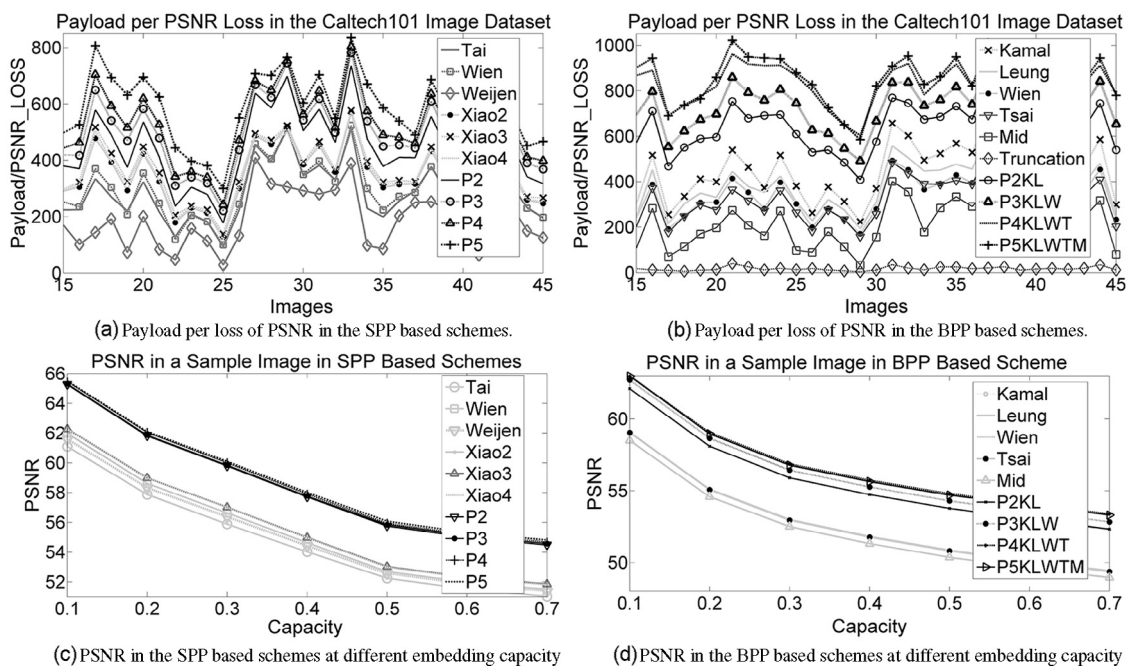 Payload per PSNR Loss in the Caltech101 Image Dataset
Payload/PSNR_LOSS
800
600
400
200
0
Tai
Wien
Weijen
Xiao2
Xiao3
Xiao4
P2
P3
P4
P5
15 20 25 30 35 40 45
Images
(a) Payload per loss of PSNR in the SPP based schemes.
Payload per PSNR Loss in the Caltech101 Image Dataset
Payload/PSNR_LOSS
1000
800
600
400
200
0
Kamal
Leung
Wien
Tsai
Mid
Truncation
P2KL
P3KLW
P4KLWT
P5KLWTM
15 20 25 30 35 40 45
Images
(b) Payload per loss of PSNR in the BPP based schemes.
PSNR in a Sample Image in SPP Based Schemes
PSNR
66
64
62
60
58
56
54
52
Tai
Wien
Weijen
Xiao2
Xiao3
Xiao4
P2
P3
P4
P5
0.1 0.2 0.3 0.4 0.5 0.6 0.7
Capacity
(c) PSNR in the SPP based schemes at different embedding capacity
PSNR in a Sample Image in BPP Based Scheme
PSNR
60
55
50
Kamal
Leung
Wien
Tsai
Mid
P2KL
P3KLW
P4KLWT
P5KLWTM
0.1 0.2 0.3 0.4 0.5 0.6 0.7
Capacity
(d) PSNR in the BPP based schemes at different embedding capacity